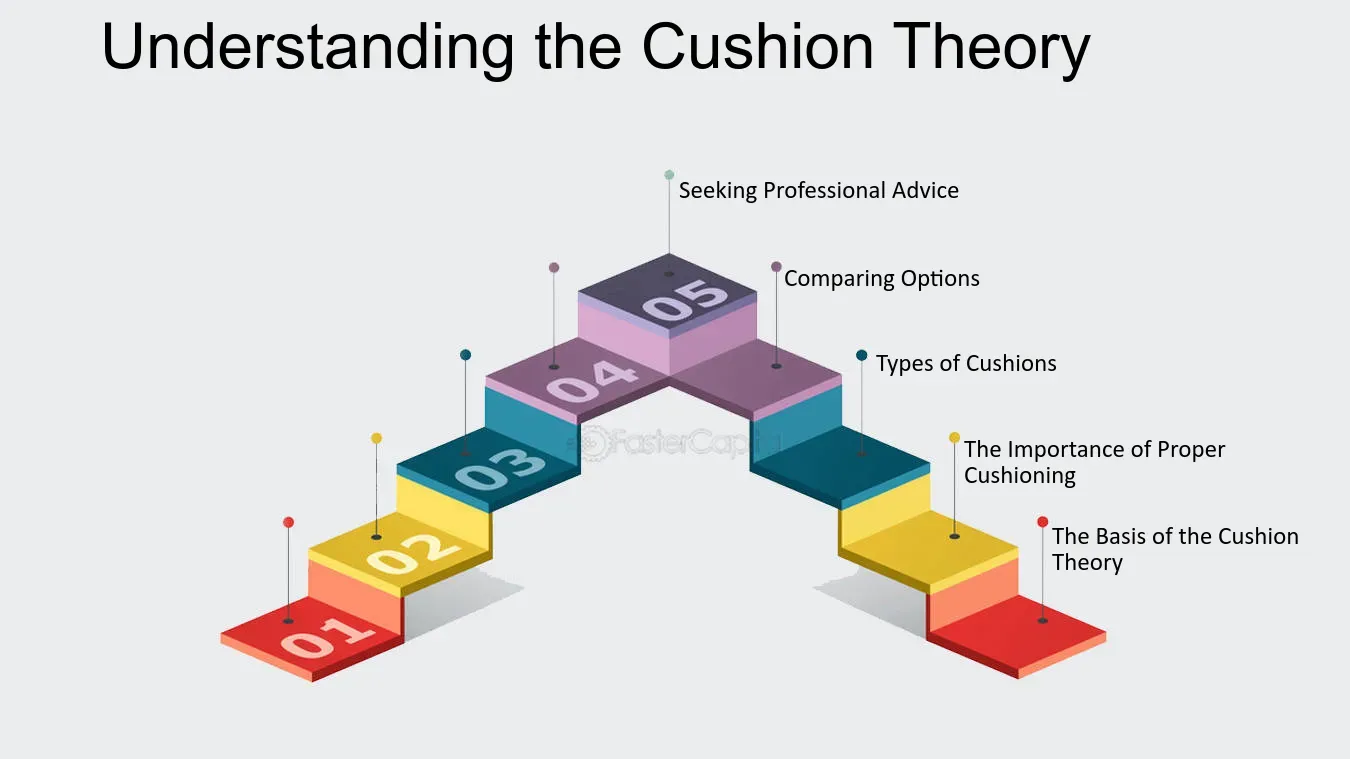 Understanding the Cushion Theory
Seeking Professional Advice
Comparing Options
Types of Cushions
The Importance of Proper
Cushioning
The Basis of the Cushion
Theory
05
04
03
02
01
FasterCapital